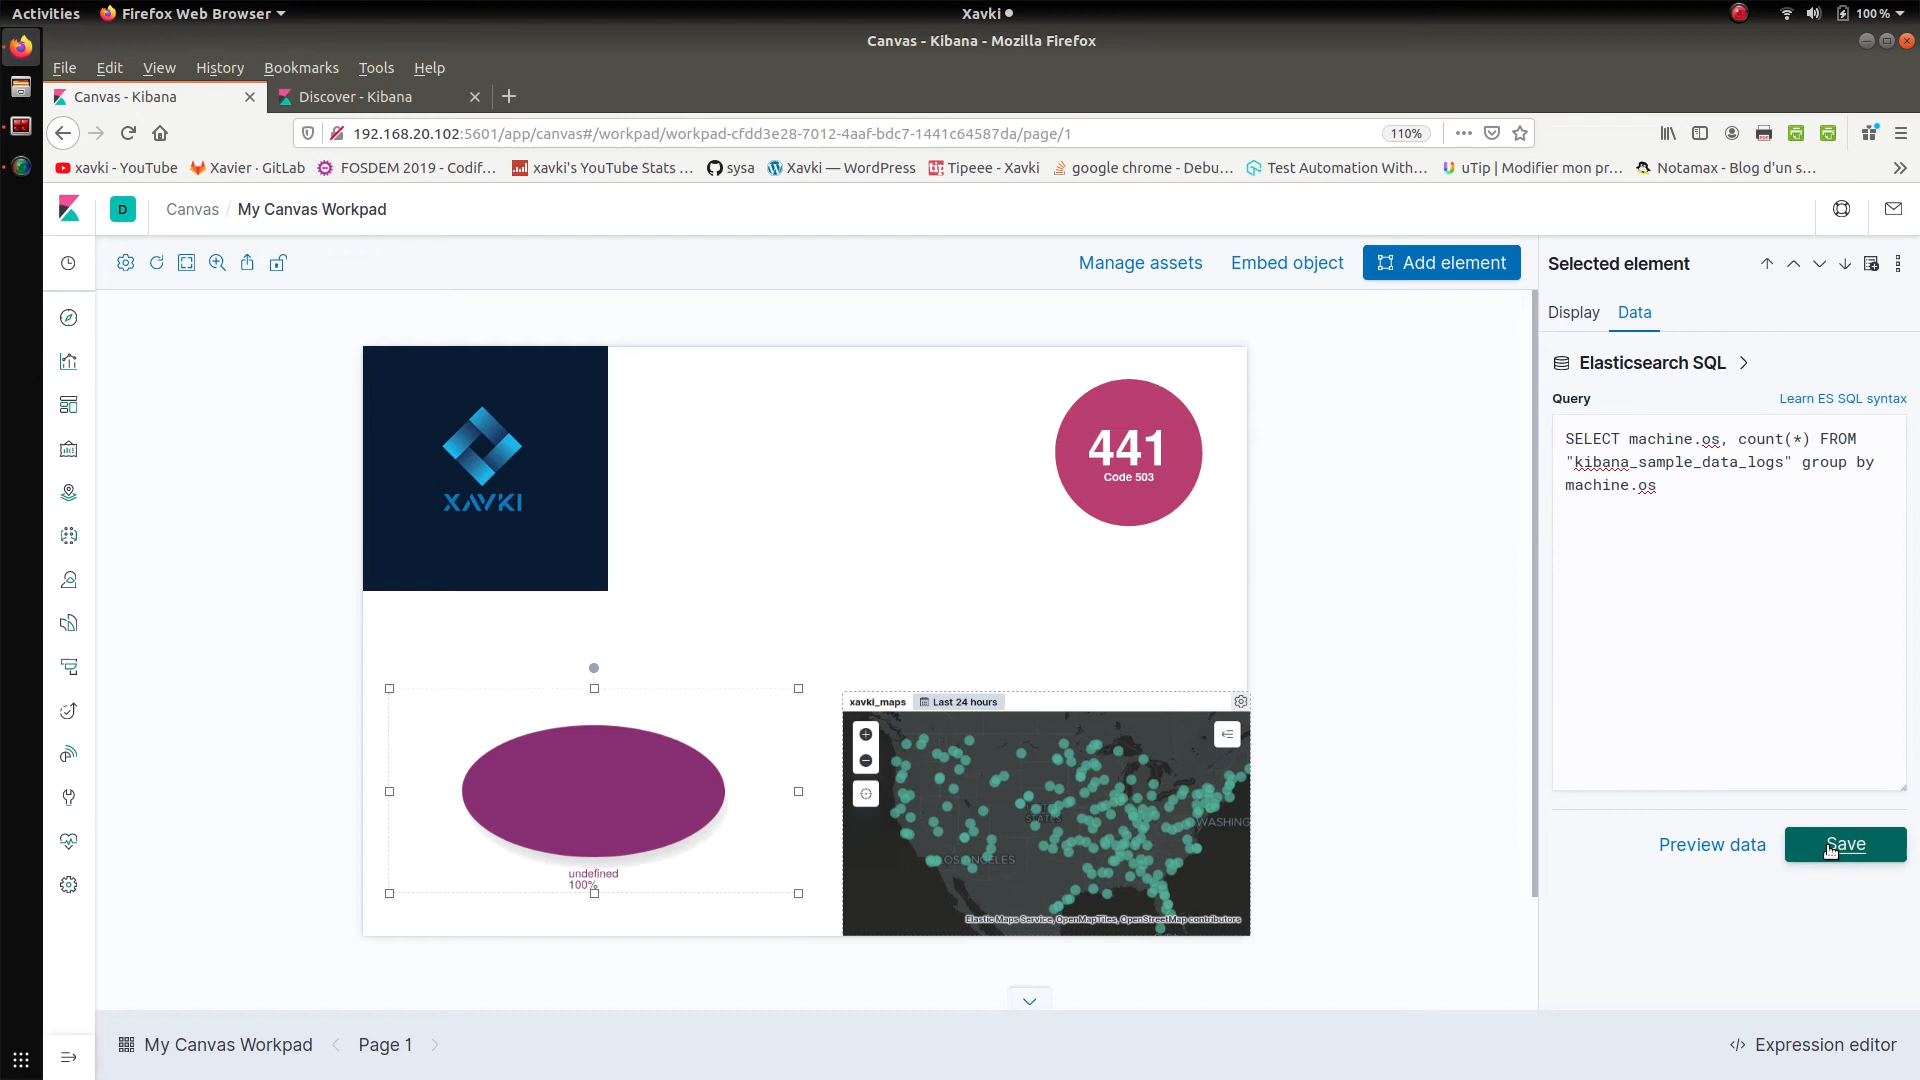 Activities
Firefox Web Browser
Xavki
100 %
Canvas - Kibana - Mozilla Firefox
File Edit View History Bookmarks Tools Help
Canvas - Kibana
Discover - Kibana
192.168.20.102:5601/app/canvas#/workpad/workpad-cfdd3e28-7012-4aaf-bdc7-1441c64587da/page/1
110%
xavki - YouTube
Xavier · GitLab
FOSDEM 2019 - Codif...
xavki's YouTube Stats ...
sysa
Xavki — WordPress
Tipeee - Xavki
google chrome - Debu...
Test Automation With...
uTip | Modifier mon pr...
Notamax - Blog d'un s...
D
Canvas / My Canvas Workpad
Manage assets
Embed object
Add element
Selected element
Display
Data
Elasticsearch SQL
Query
Learn ES SQL syntax
SELECT machine.os, count(*) FROM
"kibana_sample_data_logs" group by
machine.os
Preview data
Save
XAVKI
441
Code 503
undefined
100%
xavki_maps
Last 24 hours
STATES
WASHING
LOS ANGELES
Elastic Maps Service, OpenMapTiles, OpenStreetMap contributors
My Canvas Workpad
Page 1
Expression editor